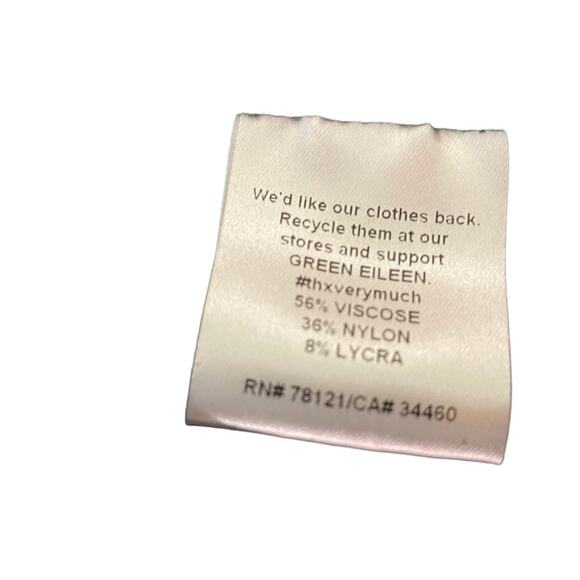 We'd like our clothes back.
Recycle them at our
stores and support
GREEN EILEEN.
#thxverymuch
56% VISCOSE
36% NYLON
8% LYCRA
RN# 78121/CA# 34460